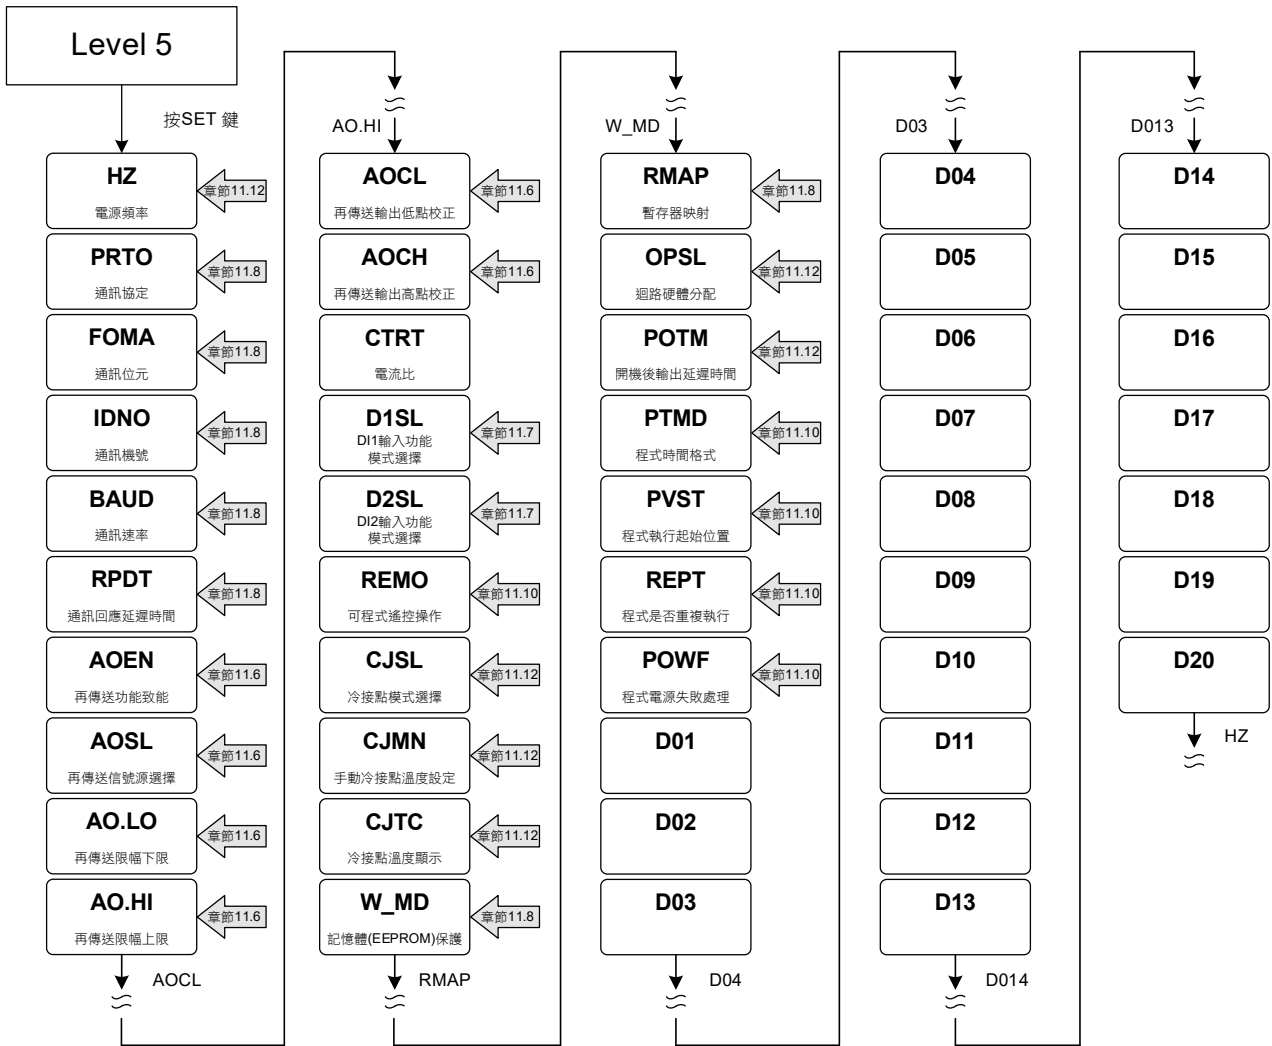 Level 5
按SET 鍵
HZ
電源頻率
章節11.12
PRTO
通訊協定
章節11.8
FOMA
通訊位元
章節11.8
IDNO
通訊機號
章節11.8
BAUD
通訊速率
章節11.8
RPDT
通訊回應延遲時間
章節11.8
AOEN
再傳送功能致能
章節11.6
AOSL
再傳送信號源選擇
章節11.6
AO.LO
再傳送限幅下限
章節11.6
AO.HI
再傳送限幅上限
章節11.6
AOCL
AO.HI
AOCL
再傳送輸出低點校正
章節11.6
AOCH
再傳送輸出高點校正
章節11.6
CTRT
電流比
D1SL
DI1輸入功能
模式選擇
章節11.7
D2SL
DI2輸入功能
模式選擇
章節11.7
REMO
可程式遙控操作
章節11.10
CJSL
冷接點模式選擇
章節11.12
CJMN
手動冷接點溫度設定
章節11.12
CJTC
冷接點溫度顯示
章節11.12
W_MD
記憶體(EEPROM)保護
章節11.8
RMAP
W_MD
RMAP
暫存器映射
章節11.8
OPSL
迴路硬體分配
章節11.12
POTM
開機後輸出延遲時間
章節11.12
PTMD
程式時間格式
章節11.10
PVST
程式執行起始位置
章節11.10
REPT
程式是否重複執行
章節11.10
POWF
程式電源失敗處理
章節11.10
D01
D02
D03
D04
D03
D04
D05
D06
D07
D08
D09
D10
D11
D12
D13
D014
D013
D14
D15
D16
D17
D18
D19
D20
HZ